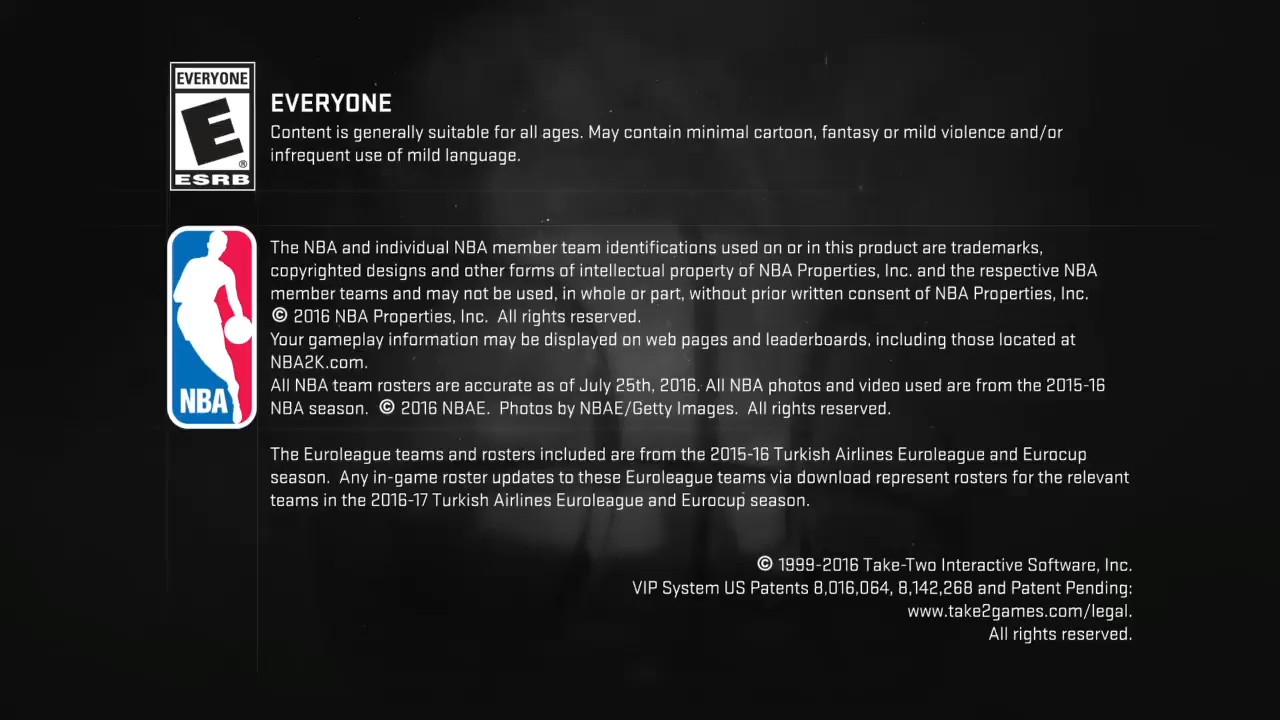 EVERYONE
E
®
ESRB
EVERYONE
Content is generally suitable for all ages. May contain minimal cartoon, fantasy or mild violence and/or
infrequent use of mild language.
NBA
The NBA and individual NBA member team identifications used on or in this product are trademarks,
copyrighted designs and other forms of intellectual property of NBA Properties, Inc. and the respective NBA
member teams and may not be used, in whole or part, without prior written consent of NBA Properties, Inc.
© 2016 NBA Properties, Inc. All rights reserved.
Your gameplay information may be displayed on web pages and leaderboards, including those located at
NBA2K.com.
All NBA team rosters are accurate as of July 25th, 2016. All NBA photos and video used are from the 2015-16
NBA season. © 2016 NBAE. Photos by NBAE/Getty Images. All rights reserved.
The Euroleague teams and rosters included are from the 2015-16 Turkish Airlines Euroleague and Eurocup
season. Any in-game roster updates to these Euroleague teams via download represent rosters for the relevant
teams in the 2016-17 Turkish Airlines Euroleague and Eurocup season.
© 1999-2016 Take-Two Interactive Software, Inc.
VIP System US Patents 8,016,064, 8,142,268 and Patent Pending:
www.take2games.com/legal.
All rights reserved.